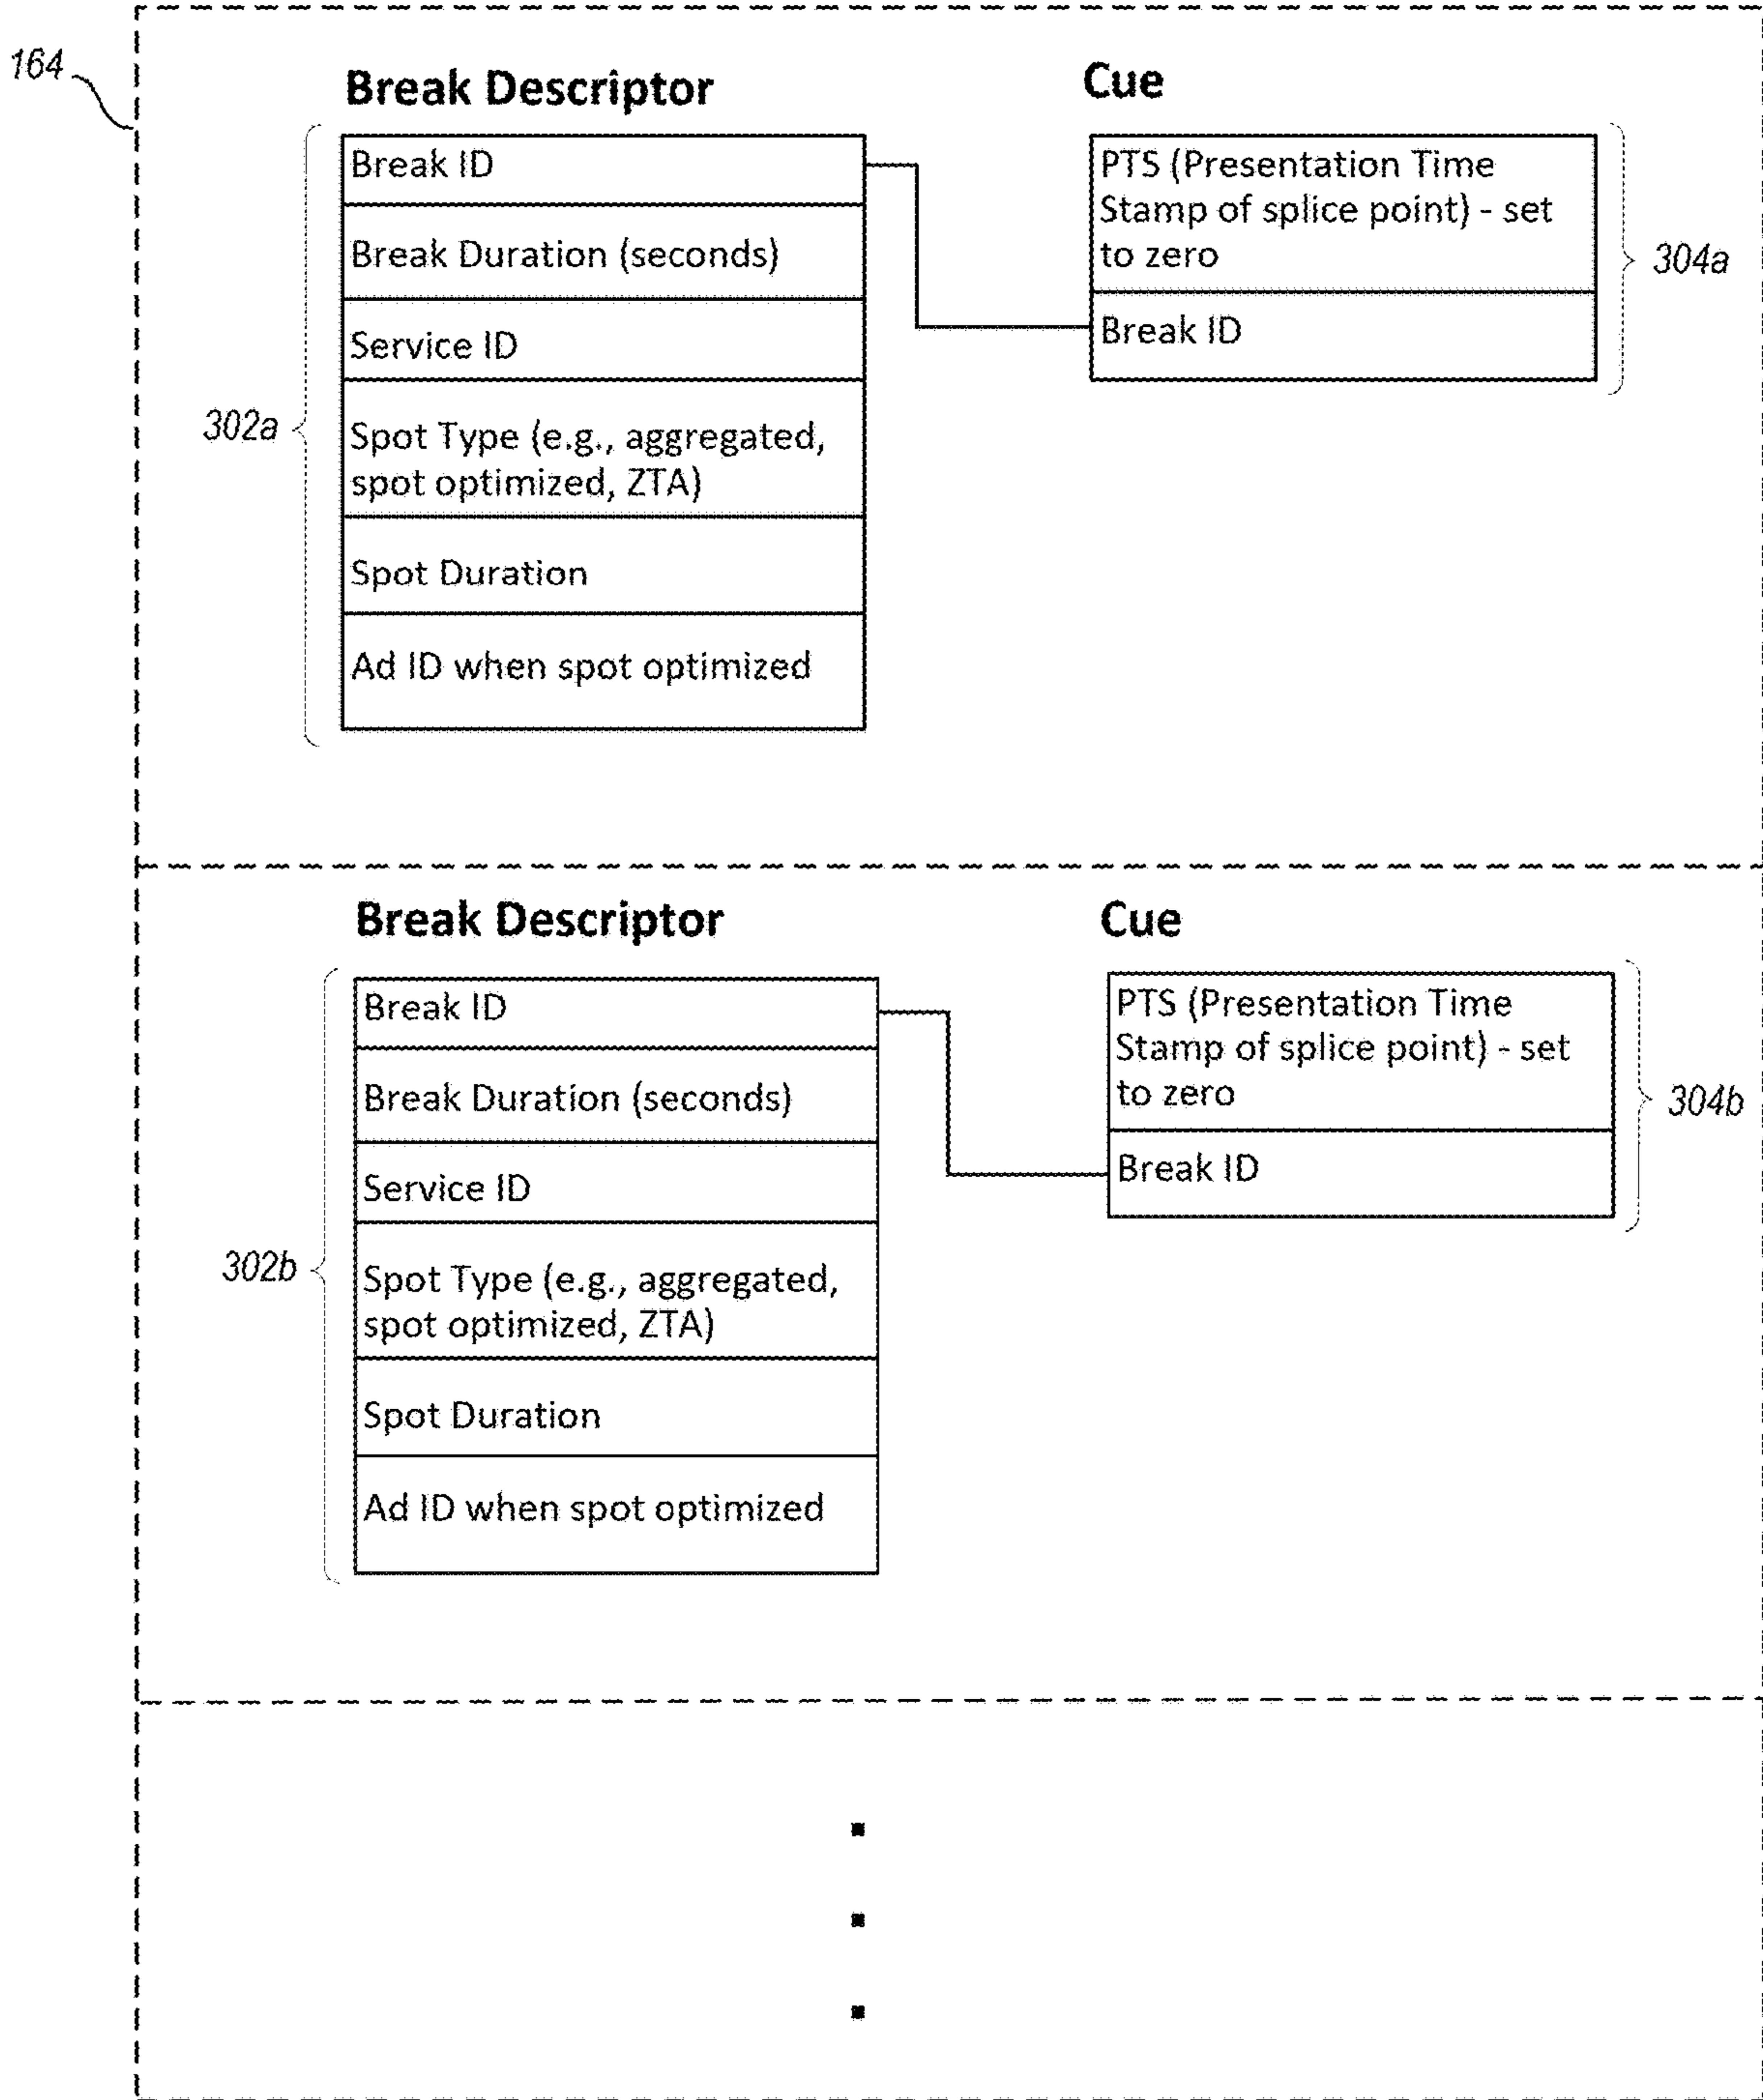 164
Break Descriptor
Cue
Break ID
Break Duration (seconds)
Service ID
Spot Type (e.g., aggregated,
spot optimized, ZTA)
Spot Duration
Ad ID when spot optimized
302a
PTS (Presentation Time
Stamp of splice point) - set
to zero
Break ID
304a
Break Descriptor
Cue
Break ID
Break Duration (seconds)
Service ID
Spot Type (e.g., aggregated,
spot optimized, ZTA)
Spot Duration
Ad ID when spot optimized
302b
PTS (Presentation Time
Stamp of splice point) - set
to zero
Break ID
304b